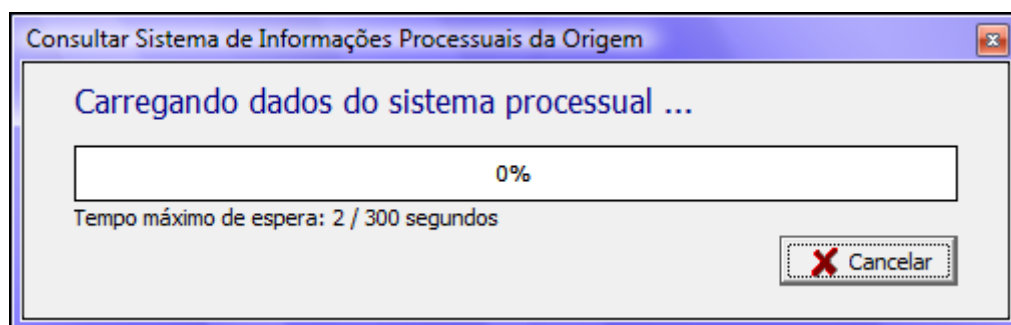 Consultar Sistema de Informações Processuais da Origem
Carregando dados do sistema processual ...
0%
Tempo máximo de espera: 2 / 300 segundos
Cancelar